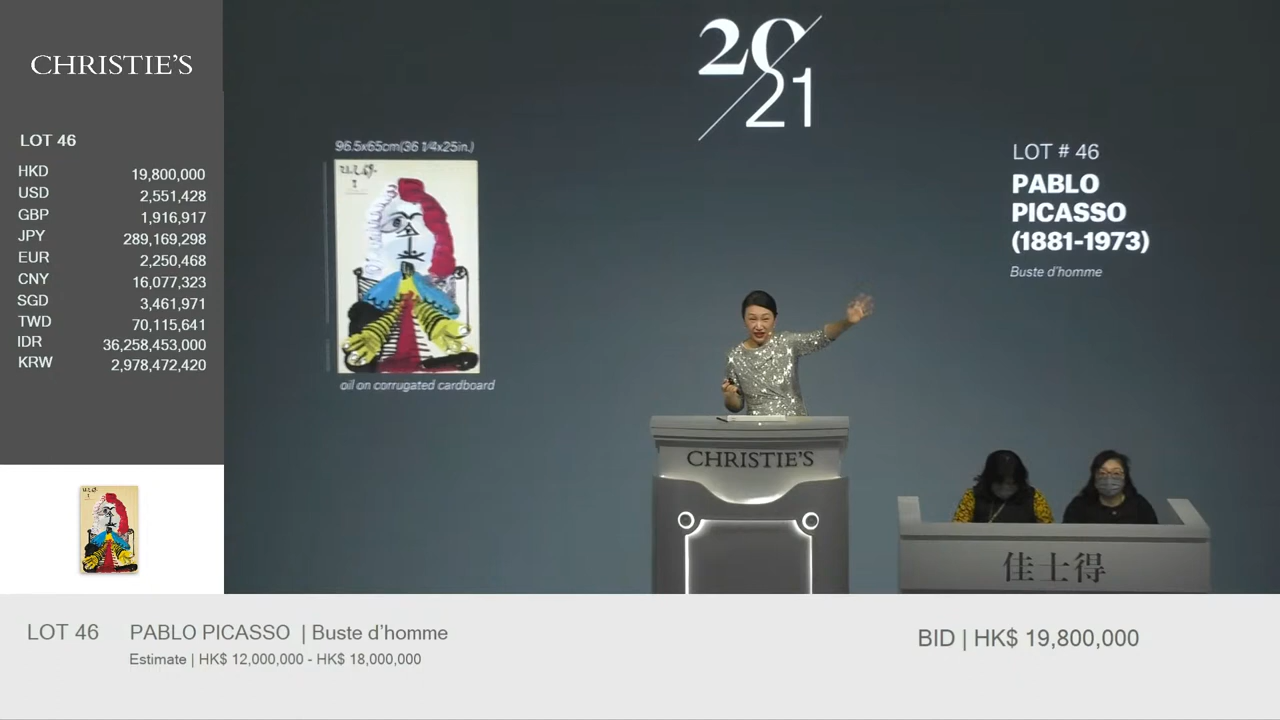 CHRISTIE'S
LOT 46
HKD 19,800,000
USD 2,551,428
GBP 1,916,917
JPY 289,169,298
EUR 2,250,468
CNY 16,077,323
SGD 3,461,971
TWD 70,115,641
IDR 36,258,453,000
KRW 2,978,472,420
20/21
96.5x65cm(36 1/4x25in.)
oil on corrugated cardboard
LOT # 46
PABLO
PICASSO
(1881-1973)
Buste d'homme
CHRISTIE'S
佳士得
LOT 46 PABLO PICASSO | Buste d'homme
Estimate | HK$ 12,000,000 - HK$ 18,000,000
BID | HK$ 19,800,000